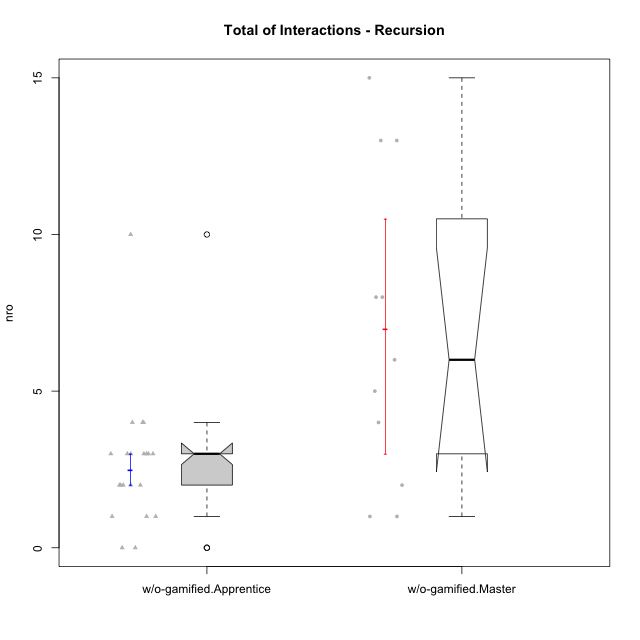 Total of Interactions - Recursion
15
10
5
0
nro
w/o-gamified.Apprentice
w/o-gamified.Master